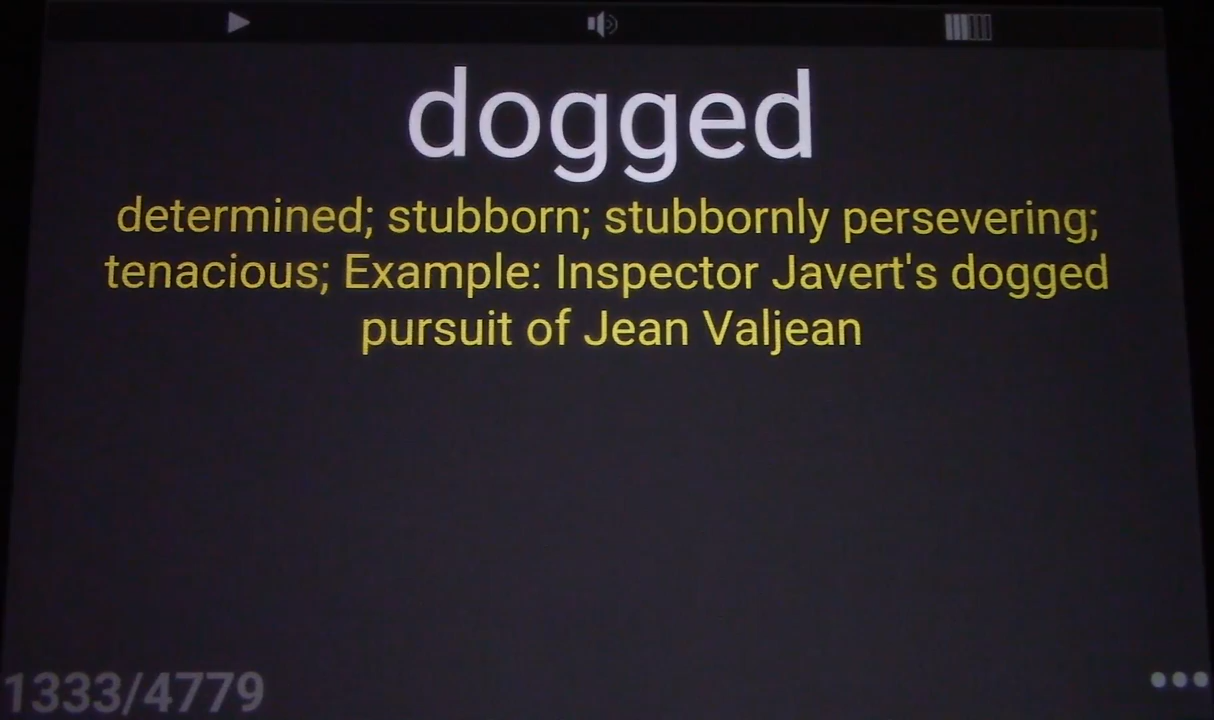 dogged
determined; stubborn; stubbornly persevering;
tenacious; Example: Inspector Javert's dogged
pursuit of Jean Valjean
1333/4779